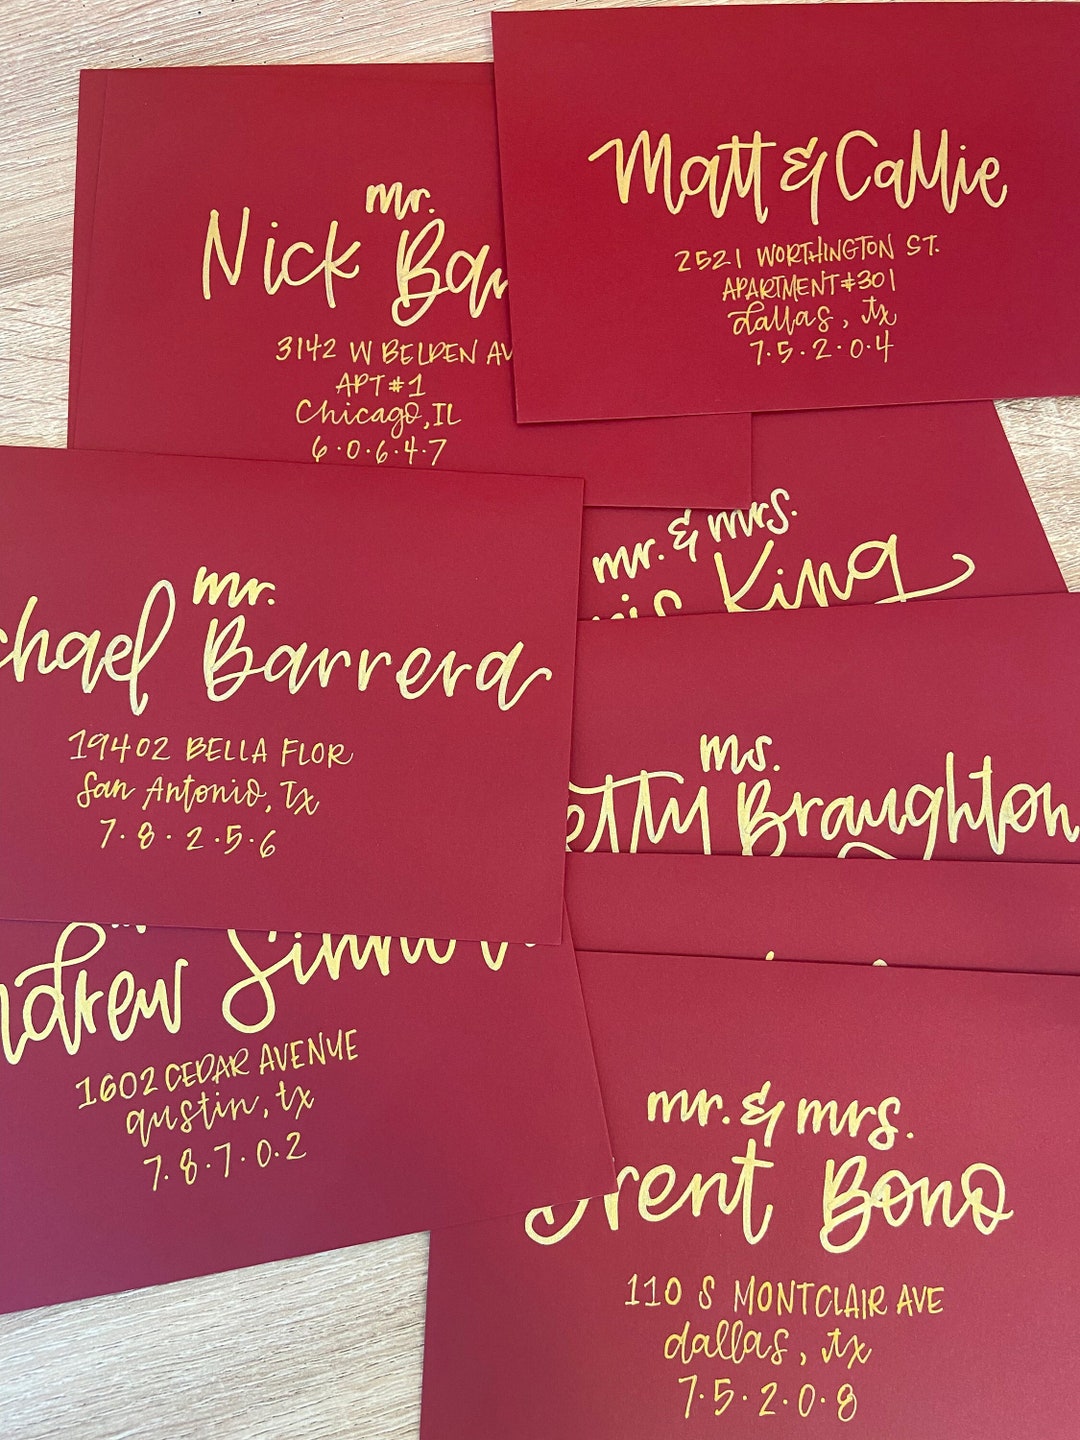 Matt & Callie
2521 WORTHINGTON ST.
APARTMENT #301
dallas, tx
7·5·2·0·4
mr.
Nick
3142 W BELDEN AV
APT #1
Chicago, IL
6·0·6·4·7
mr. & mrs.
King
mr.
Barrera
19402 BELLA FLOR
San Antonio, Tx
7·8·2·5·6
ms.
Braughton
1602 CEDAR AVENUE
austin, tx
7·8·7·0·2
mr. & mrs.
Brent Bono
110 S MONTCLAIR AVE
dallas, tx
7·5·2·0·8